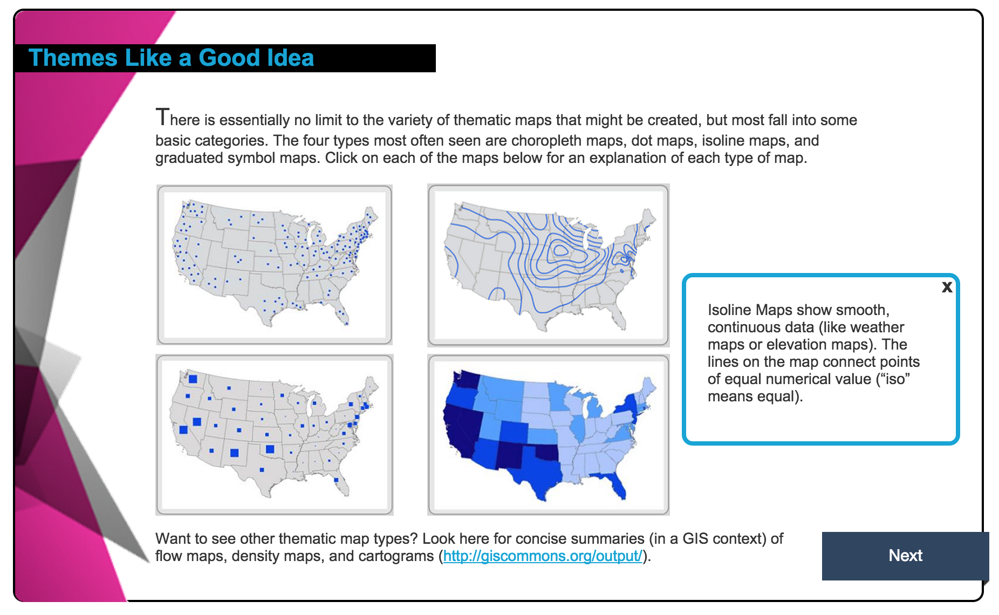 Themes Like a Good Idea
There is essentially no limit to the variety of thematic maps that might be created, but most fall into some
basic categories. The four types most often seen are choropleth maps, dot maps, isoline maps, and
graduated symbol maps. Click on each of the maps below for an explanation of each type of map.
x
Isoline Maps show smooth,
continuous data (like weather
maps or elevation maps). The
lines on the map connect points
of equal numerical value (“iso”
means equal).
Want to see other thematic map types? Look here for concise summaries (in a GIS context) of
flow maps, density maps, and cartograms (http://giscommons.org/output/).
Next